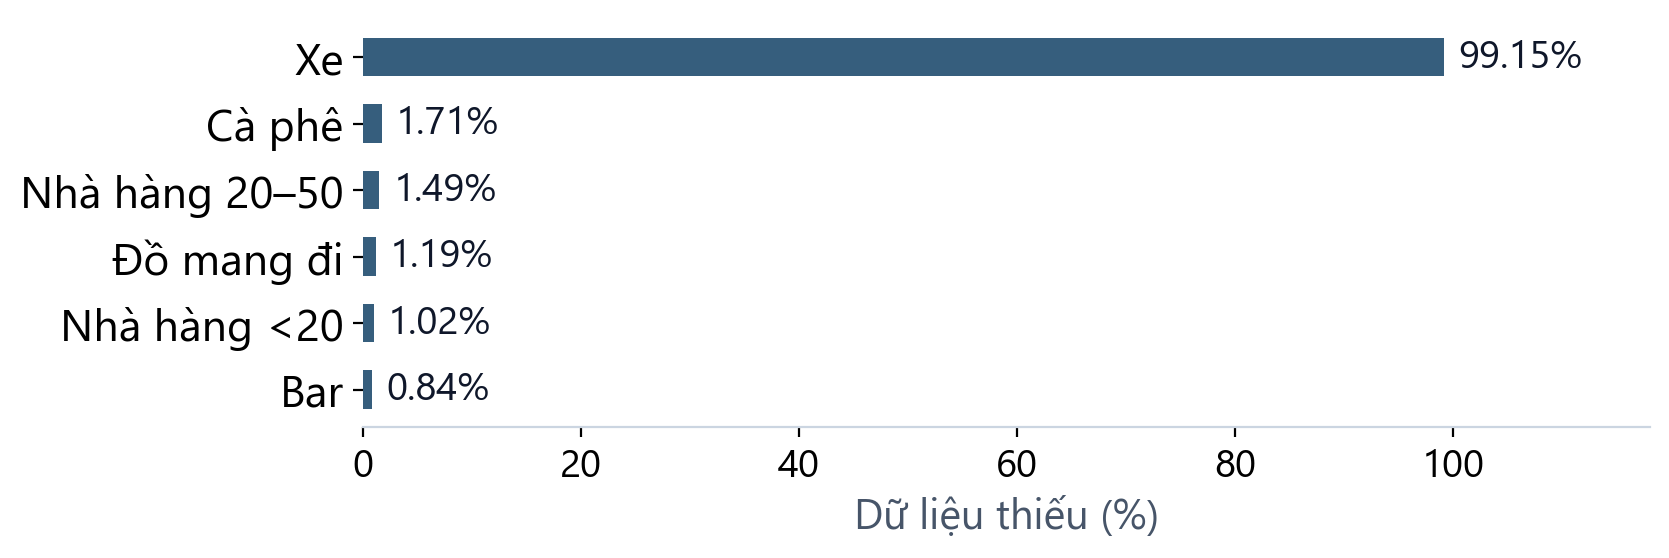 Xe 99.15%
Cà phê 1.71%
Nhà hàng 20–50 1.49%
Đồ mang đi 1.19%
Nhà hàng <20 1.02%
Bar 0.84%
0 20 40 60 80 100
Dữ liệu thiếu (%)